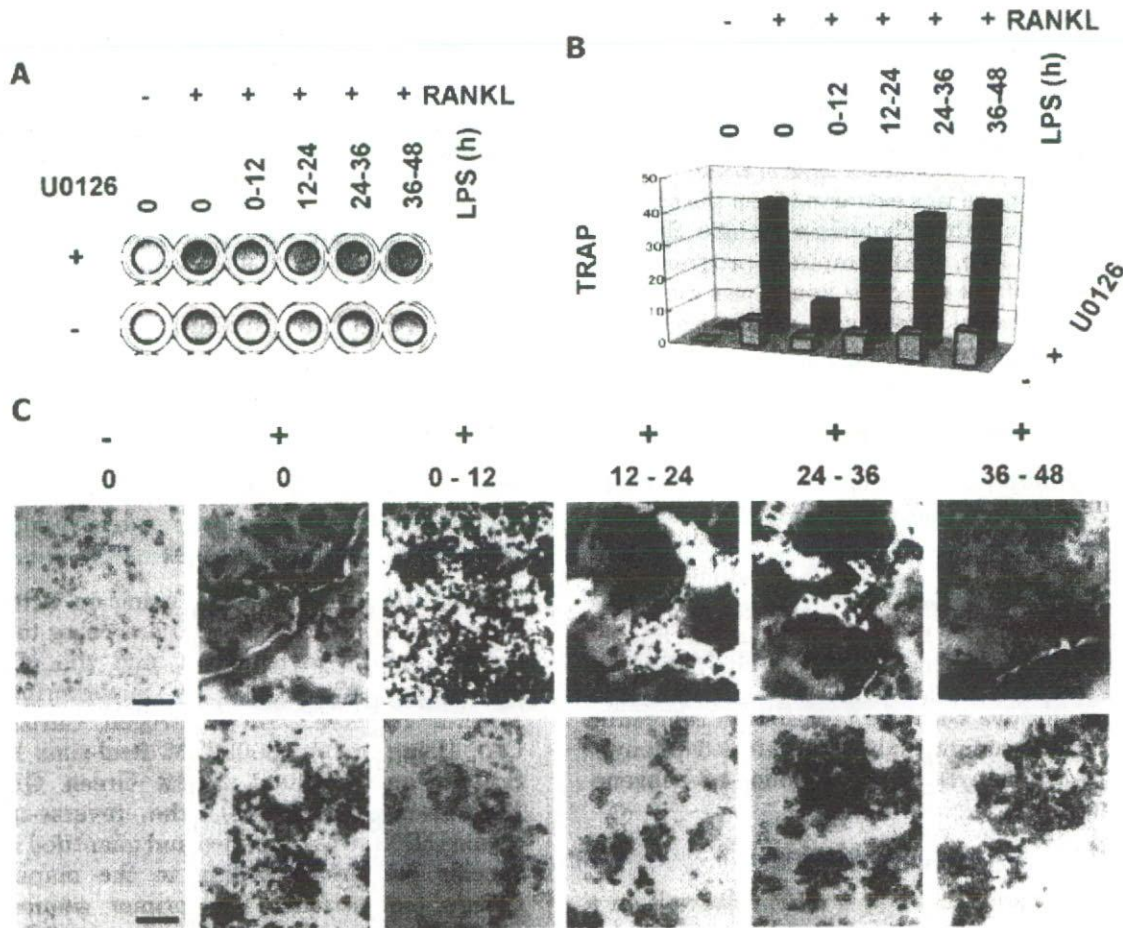 A
- + + + + + RANKL
U0126
0 0 0-12 12-24 24-36 36-48 LPS (h)
+
-
B
- + + + + + RANKL
0 0 0-12 12-24 24-36 36-48 LPS (h)
TRAP
50
40
30
20
10
0
- + U0126
C
- + + + + +
0 0 0 - 12 12 - 24 24 - 36 36 - 48